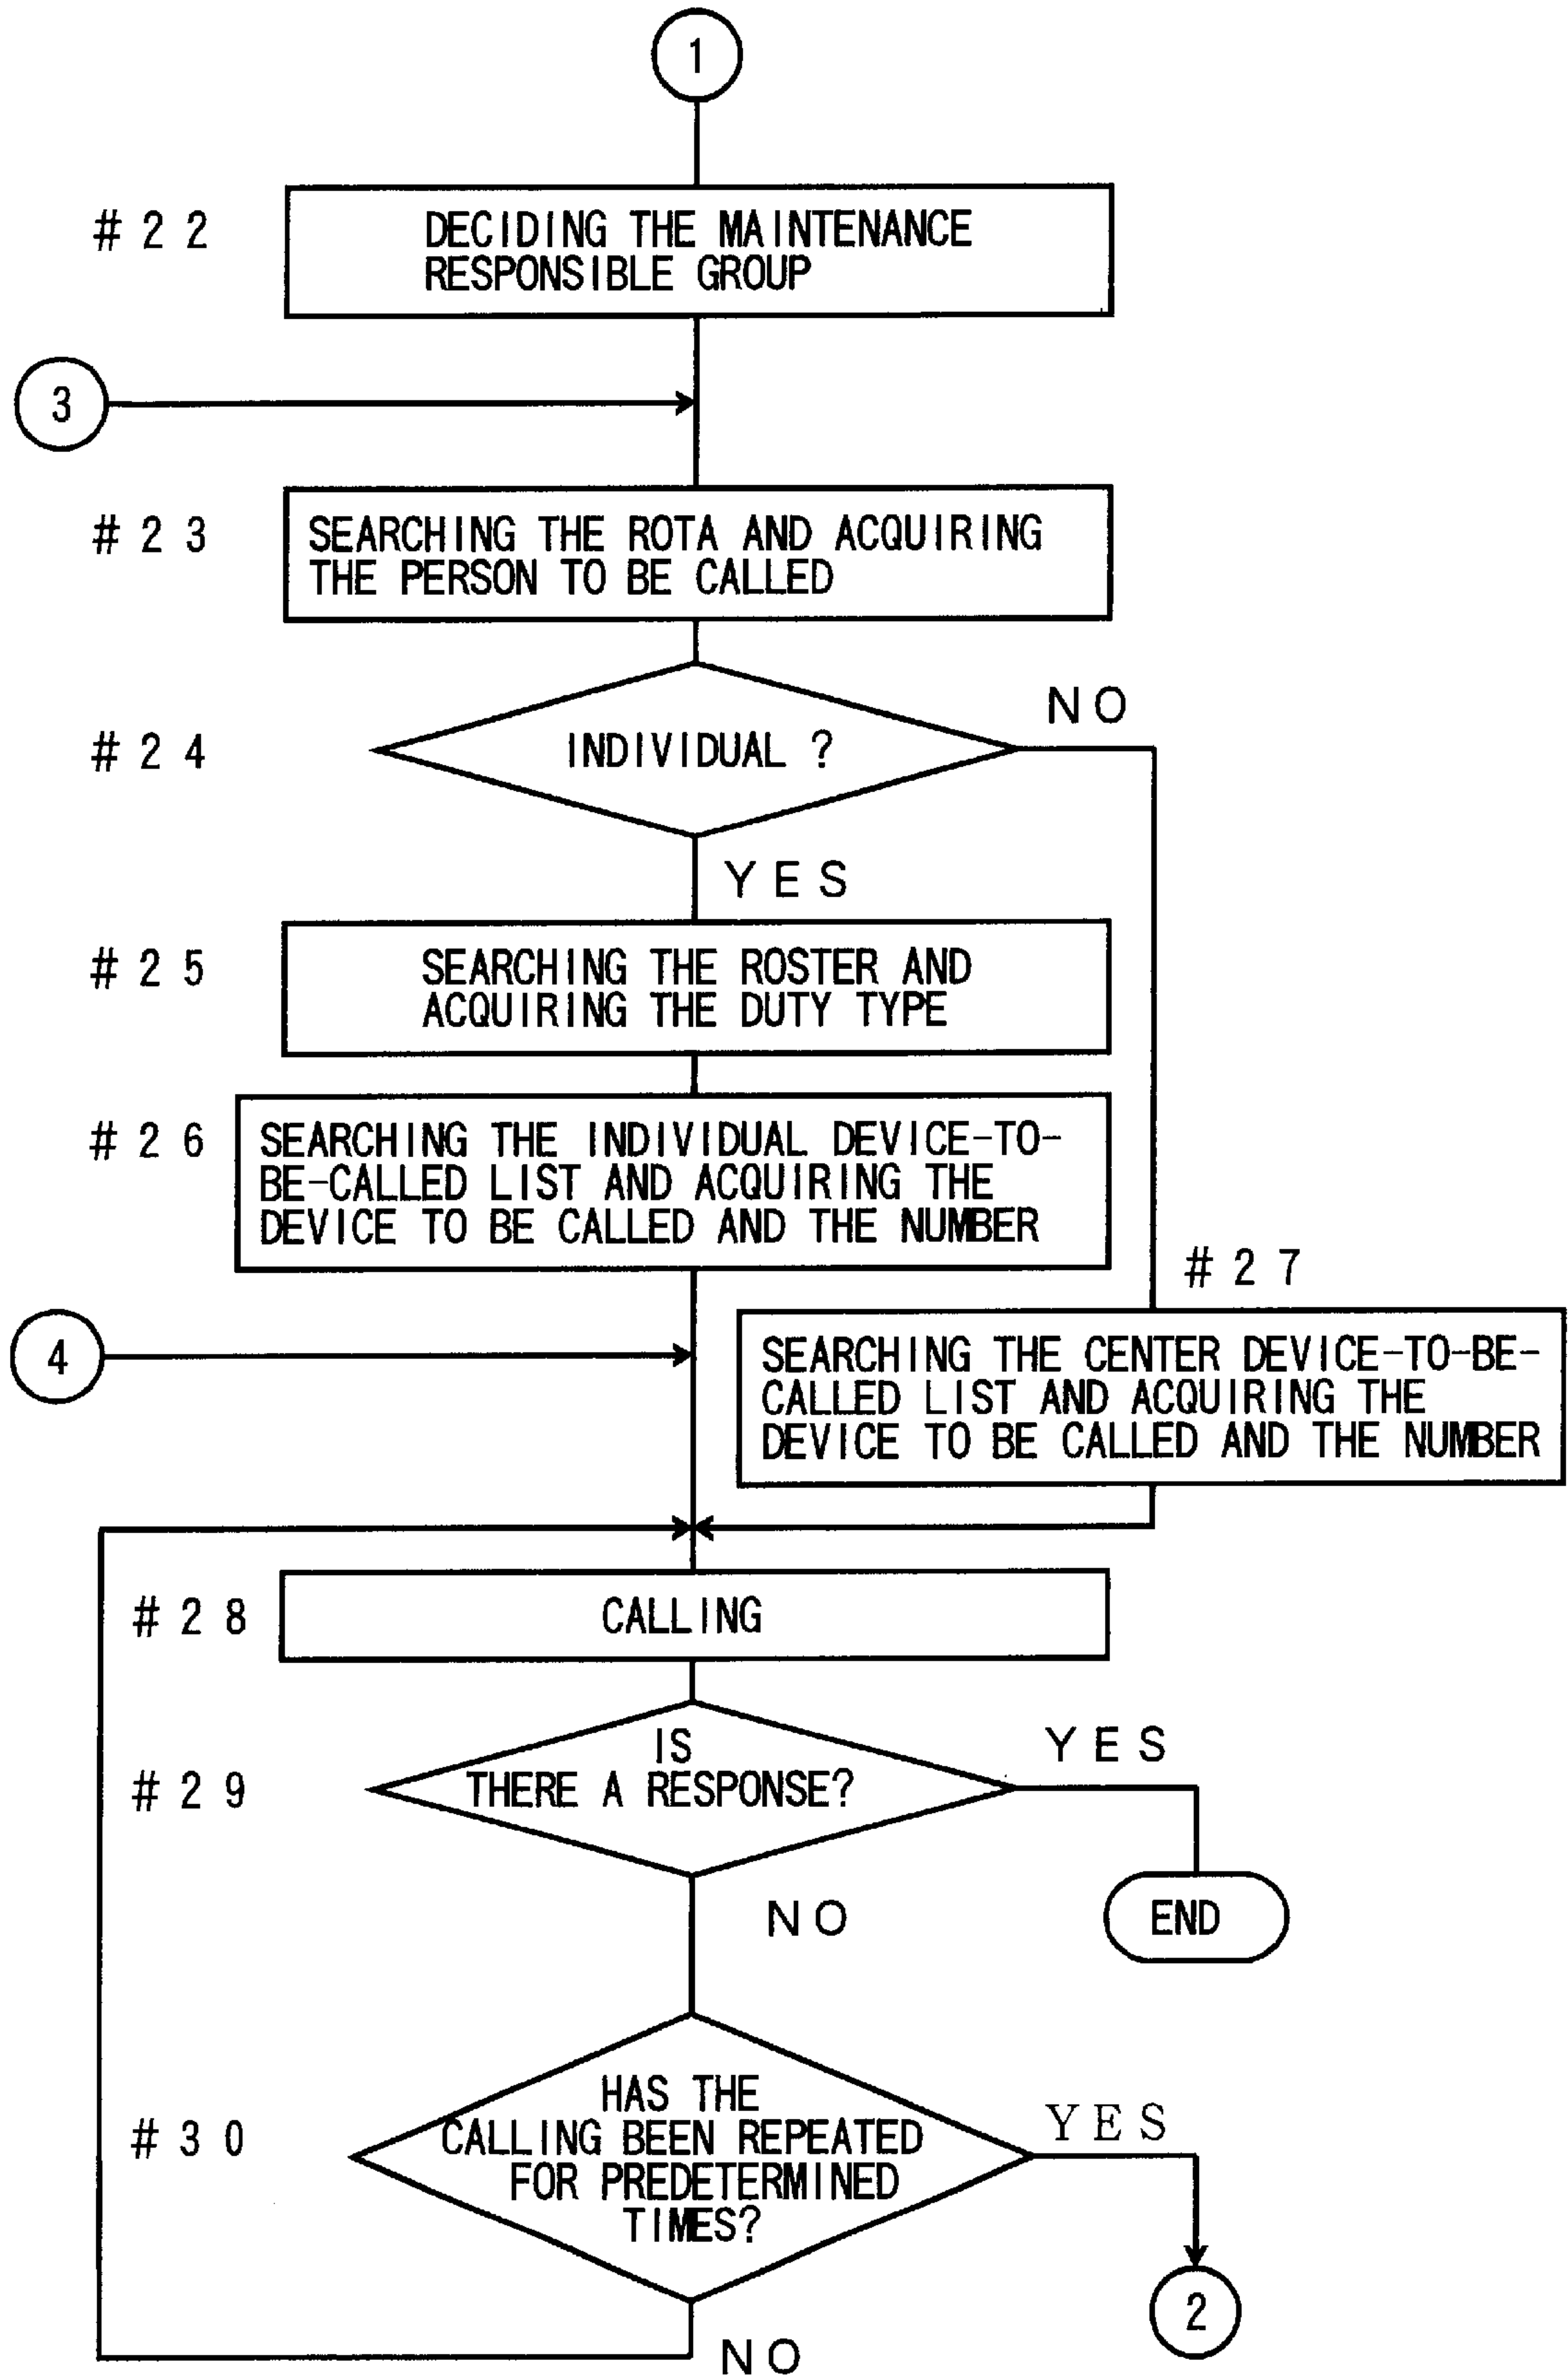 1
#22
DECIDING THE MAINTENANCE
RESPONSIBLE GROUP
3
#23
SEARCHING THE ROTA AND ACQUIRING
THE PERSON TO BE CALLED
NO
#24
INDIVIDUAL ?
YES
#25
SEARCHING THE ROSTER AND
ACQUIRING THE DUTY TYPE
#26
SEARCHING THE INDIVIDUAL DEVICE-TO-
BE-CALLED LIST AND ACQUIRING THE
DEVICE TO BE CALLED AND THE NUMBER
#27
4
SEARCHING THE CENTER DEVICE-TO-BE-
CALLED LIST AND ACQUIRING THE
DEVICE TO BE CALLED AND THE NUMBER
#28
CALLING
#29
IS
THERE A RESPONSE?
YES
NO
END
#30
HAS THE
CALLING BEEN REPEATED
FOR PREDETERMINED
TIMES?
YES
2
NO